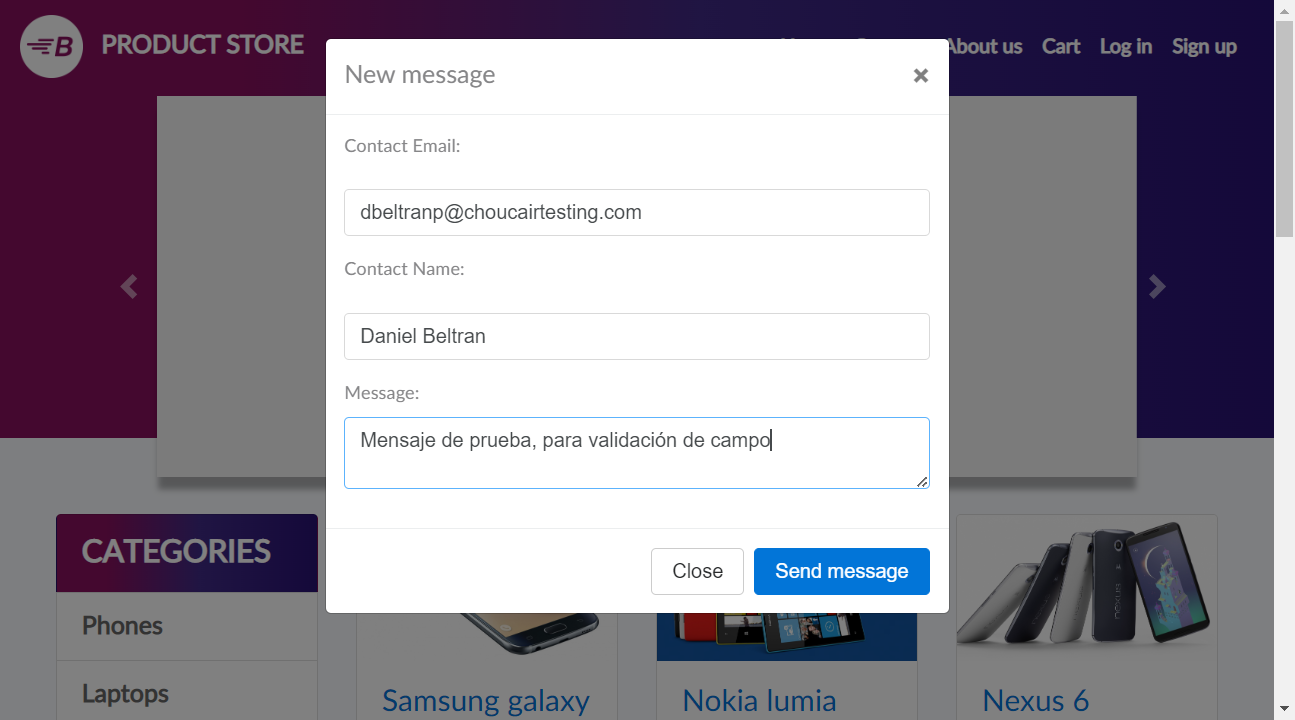 B PRODUCT STORE
About us Cart Log in Sign up
New message
×
Contact Email:
dbeltranp@choucairtesting.com
Contact Name:
Daniel Beltran
Message:
Mensaje de prueba, para validación de campo
Close Send message
CATEGORIES
Phones
Laptops
Samsung galaxy
Nokia lumia
Nexus 6
nexus